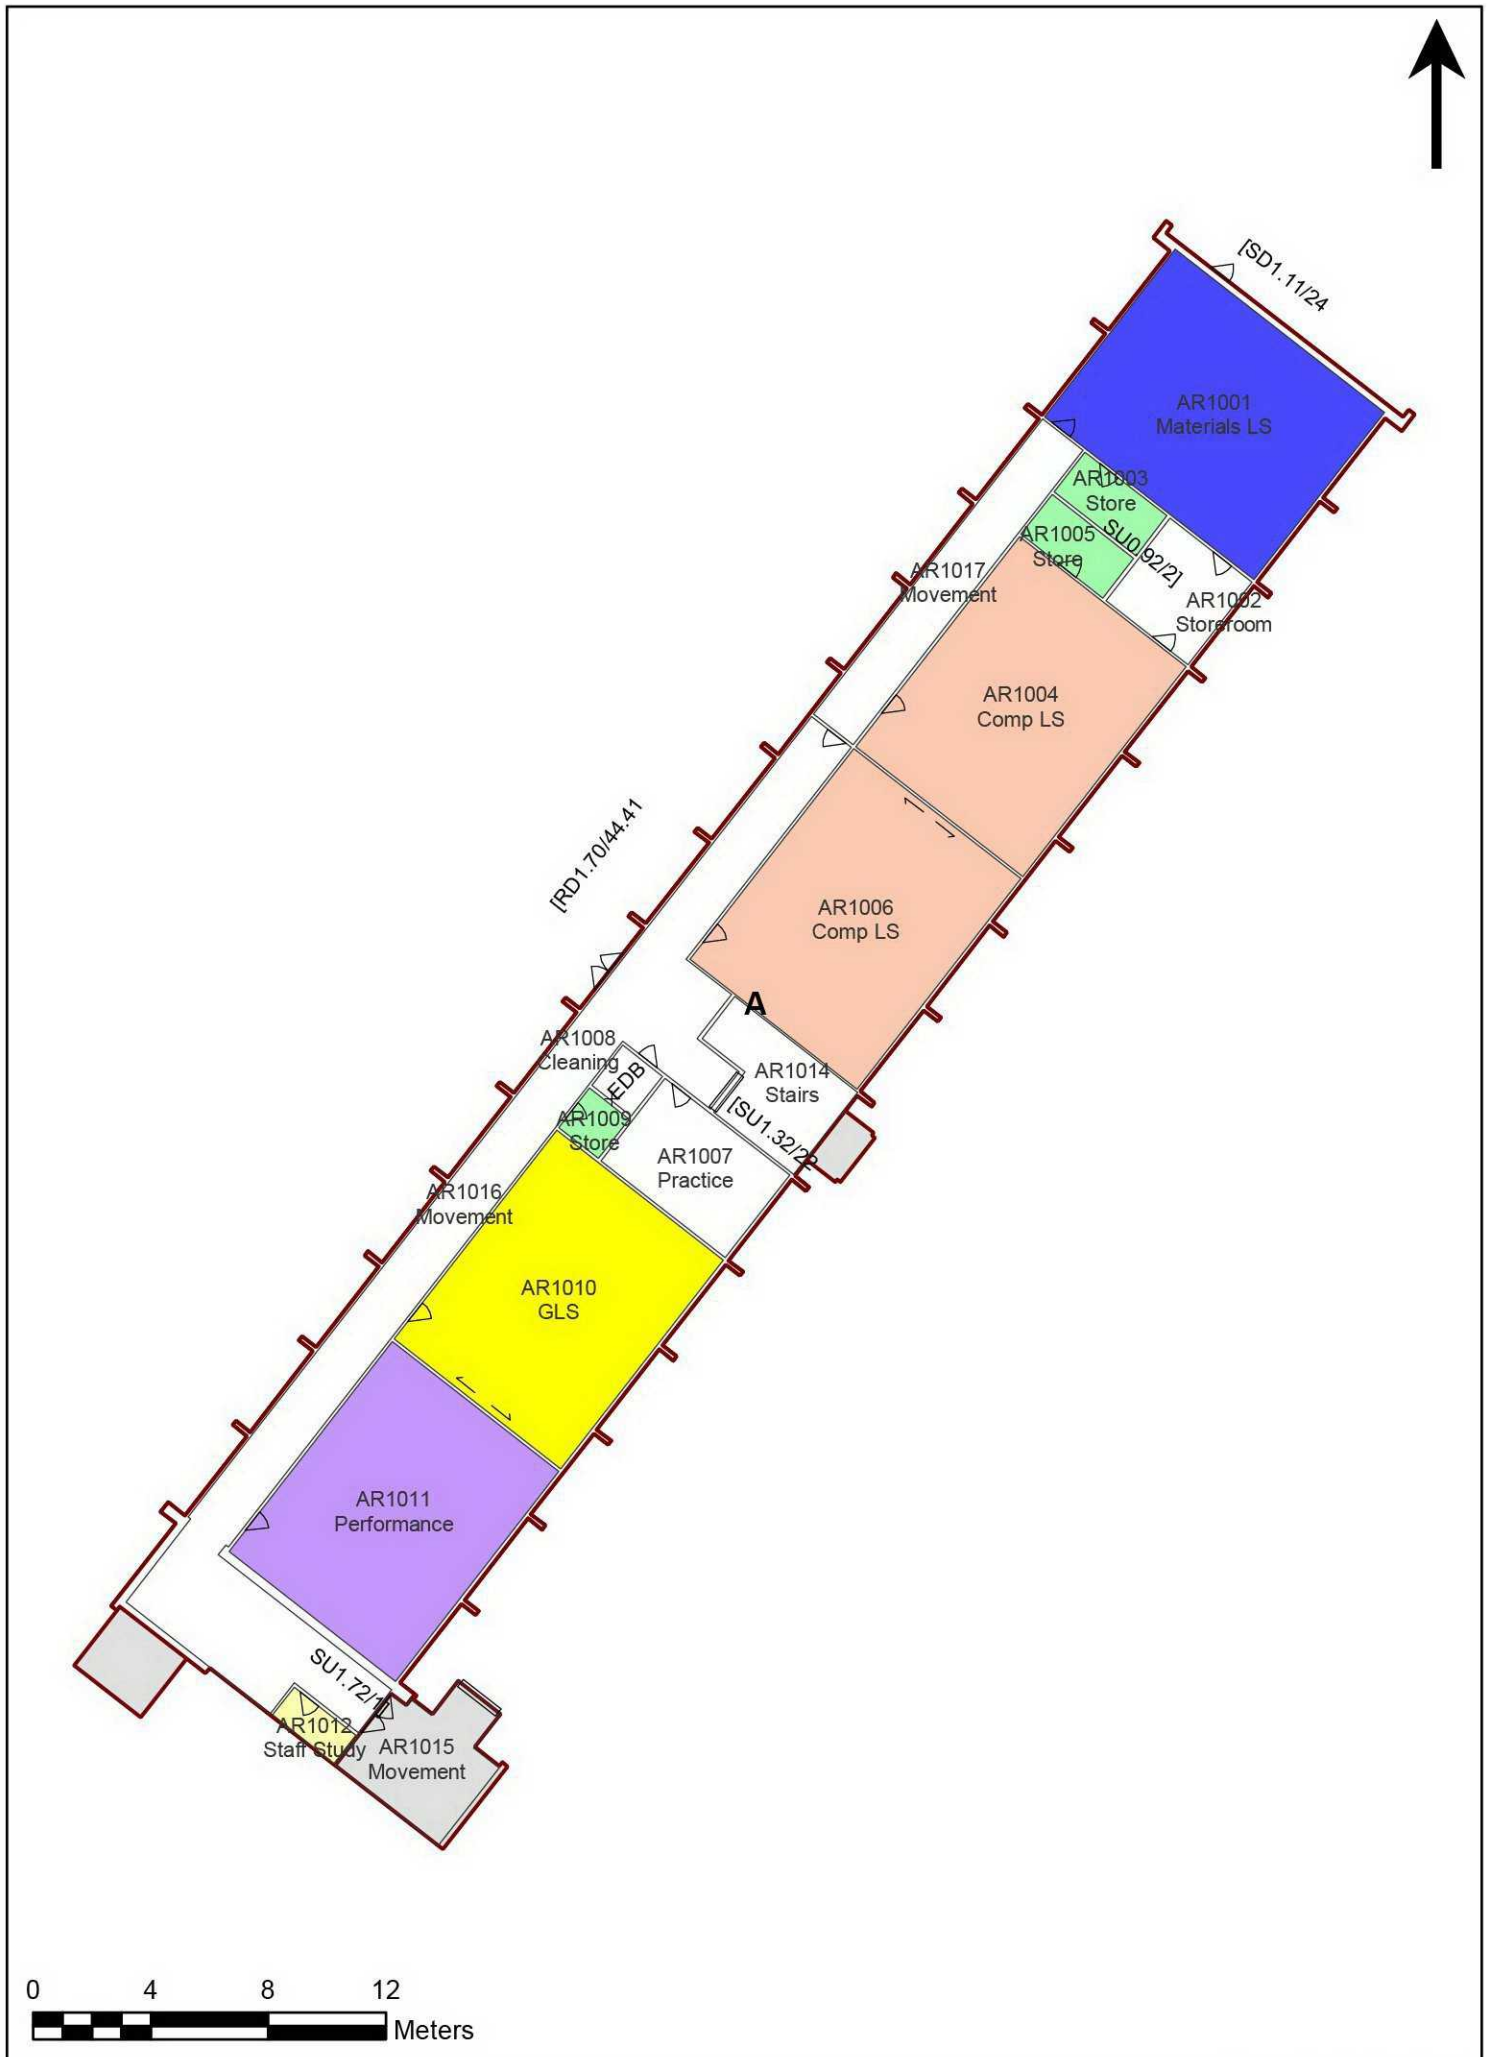 [SD1.11/24
AR1001
Materials LS
AR1003
Store
AR1005
Store
SU0.92/2]
AR1017
Movement
AR1002
Storeroom
AR1004
Comp LS
[RD1.70/44.41
AR1006
Comp LS
A
AR1008
Cleaning
EDB
AR1014
Stairs
AR1009
Store
[SU1.32/22
AR1007
Practice
AR1016
Movement
AR1010
GLS
AR1011
Performance
SU1.72/1]
AR1012
Staff Study
AR1015
Movement
0 4 8 12
Meters